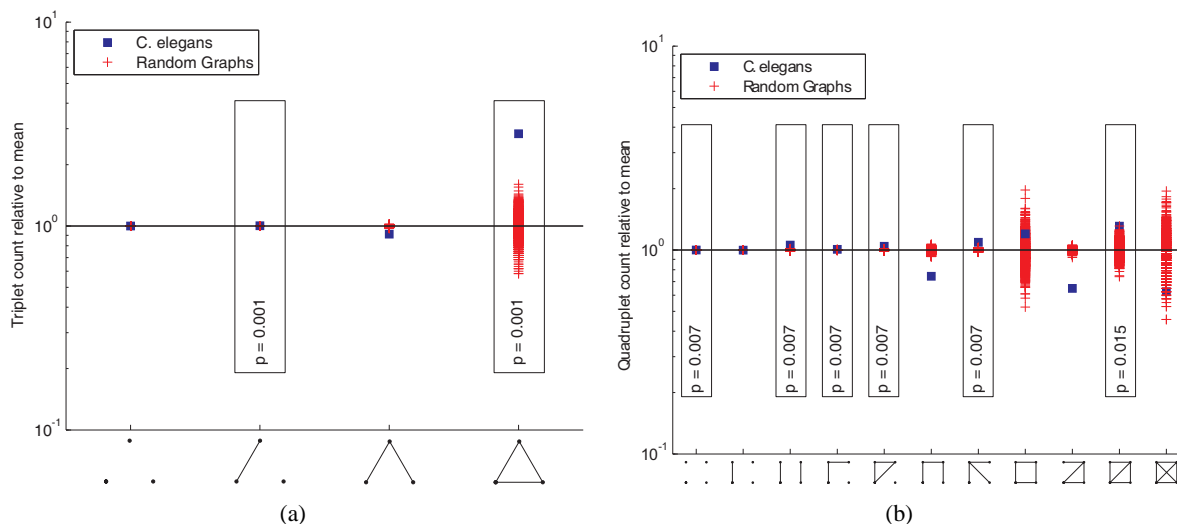 10^1
C. elegans
Random Graphs
Triplet count relative to mean
10^0
p = 0.001
p = 0.001
10^-1
(a)
10^1
C. elegans
Random Graphs
Quadruplet count relative to mean
10^0
p = 0.007
p = 0.007
p = 0.007
p = 0.007
p = 0.007
p = 0.015
10^-1
(b)